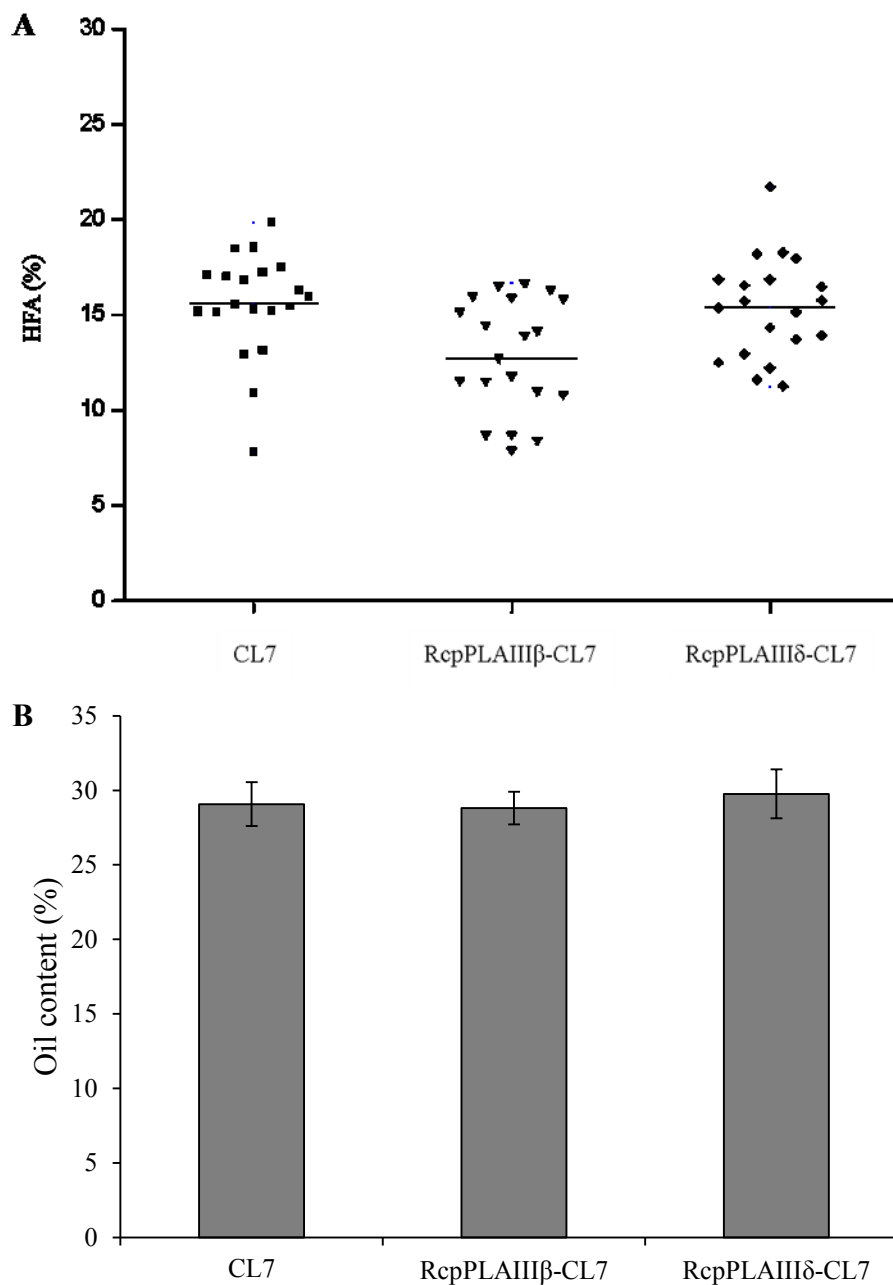 A
30
25
20
15
10
5
0
HFA (%)
CL7 RcpPLAIIIβ-CL7 RcpPLAIIIδ-CL7
B
35
30
25
20
15
10
5
0
Oil content (%)
CL7 RcpPLAIIIβ-CL7 RcpPLAIIIδ-CL7